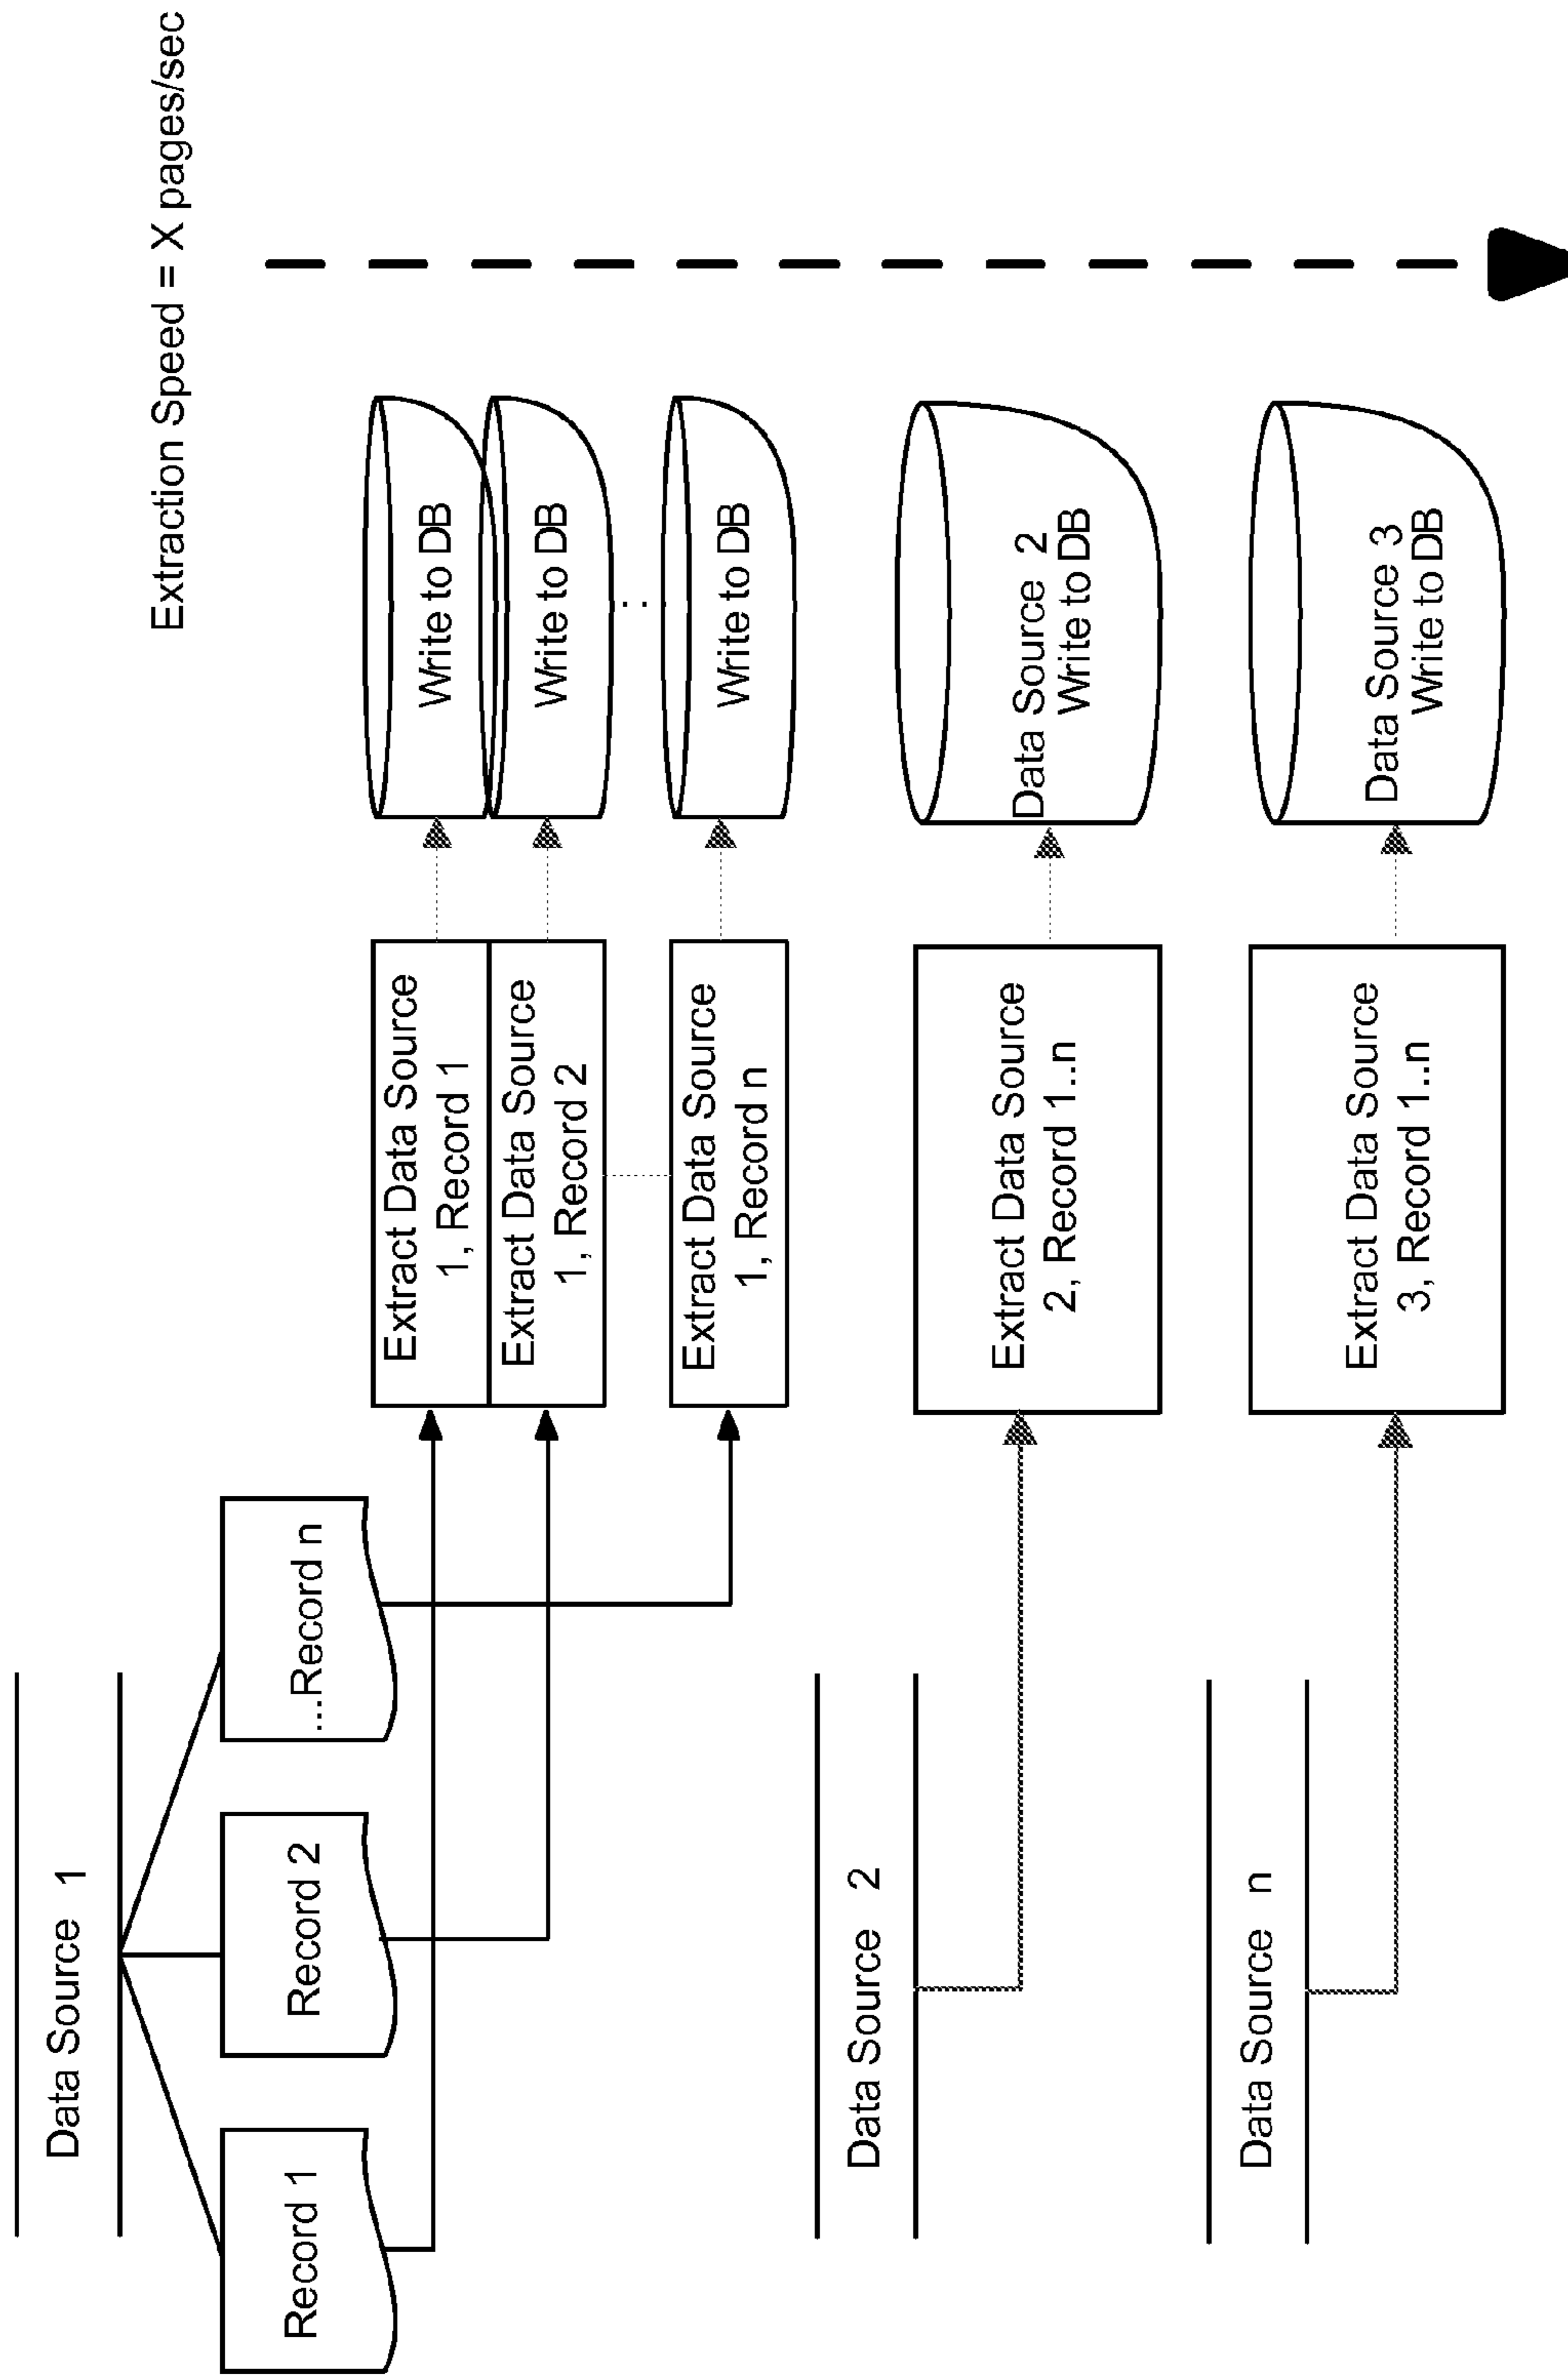 Extraction Speed = X pages/sec
Data Source 1
Record 1
Record 2
...Record n
Extract Data Source
1, Record 1
Write to DB
Extract Data Source
1, Record 2
Write to DB
..
Extract Data Source
1, Record n
Write to DB
Data Source 2
Extract Data Source
2, Record 1..n
Data Source 2
Write to DB
Data Source n
Extract Data Source
3, Record 1..n
Data Source 3
Write to DB